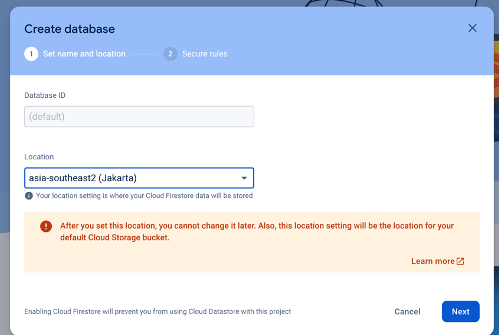 Create database
1 Set name and location 2 Secure rules
Database ID
(default)
Location
asia-southeast2 (Jakarta)
Your location setting is where your Cloud Firestore data will be stored
After you set this location, you cannot change it later. Also, this location setting will be the location for your
default Cloud Storage bucket.
Learn more
Enabling Cloud Firestore will prevent you from using Cloud Datastore with this project
Cancel
Next